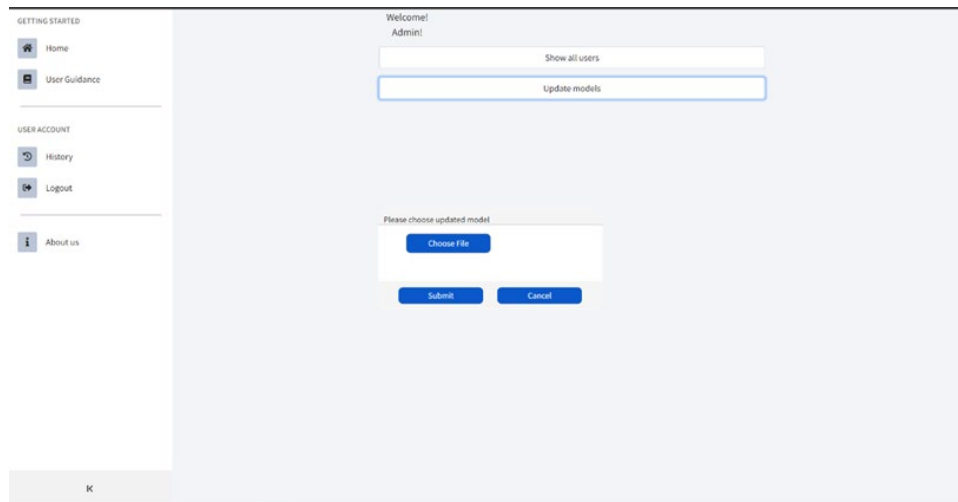 GETTING STARTED
Home
User Guidance
USER ACCOUNT
History
Logout
About us
Welcome!
Admin!
Show all users
Update models
Please choose updated model
Choose File
Submit
Cancel